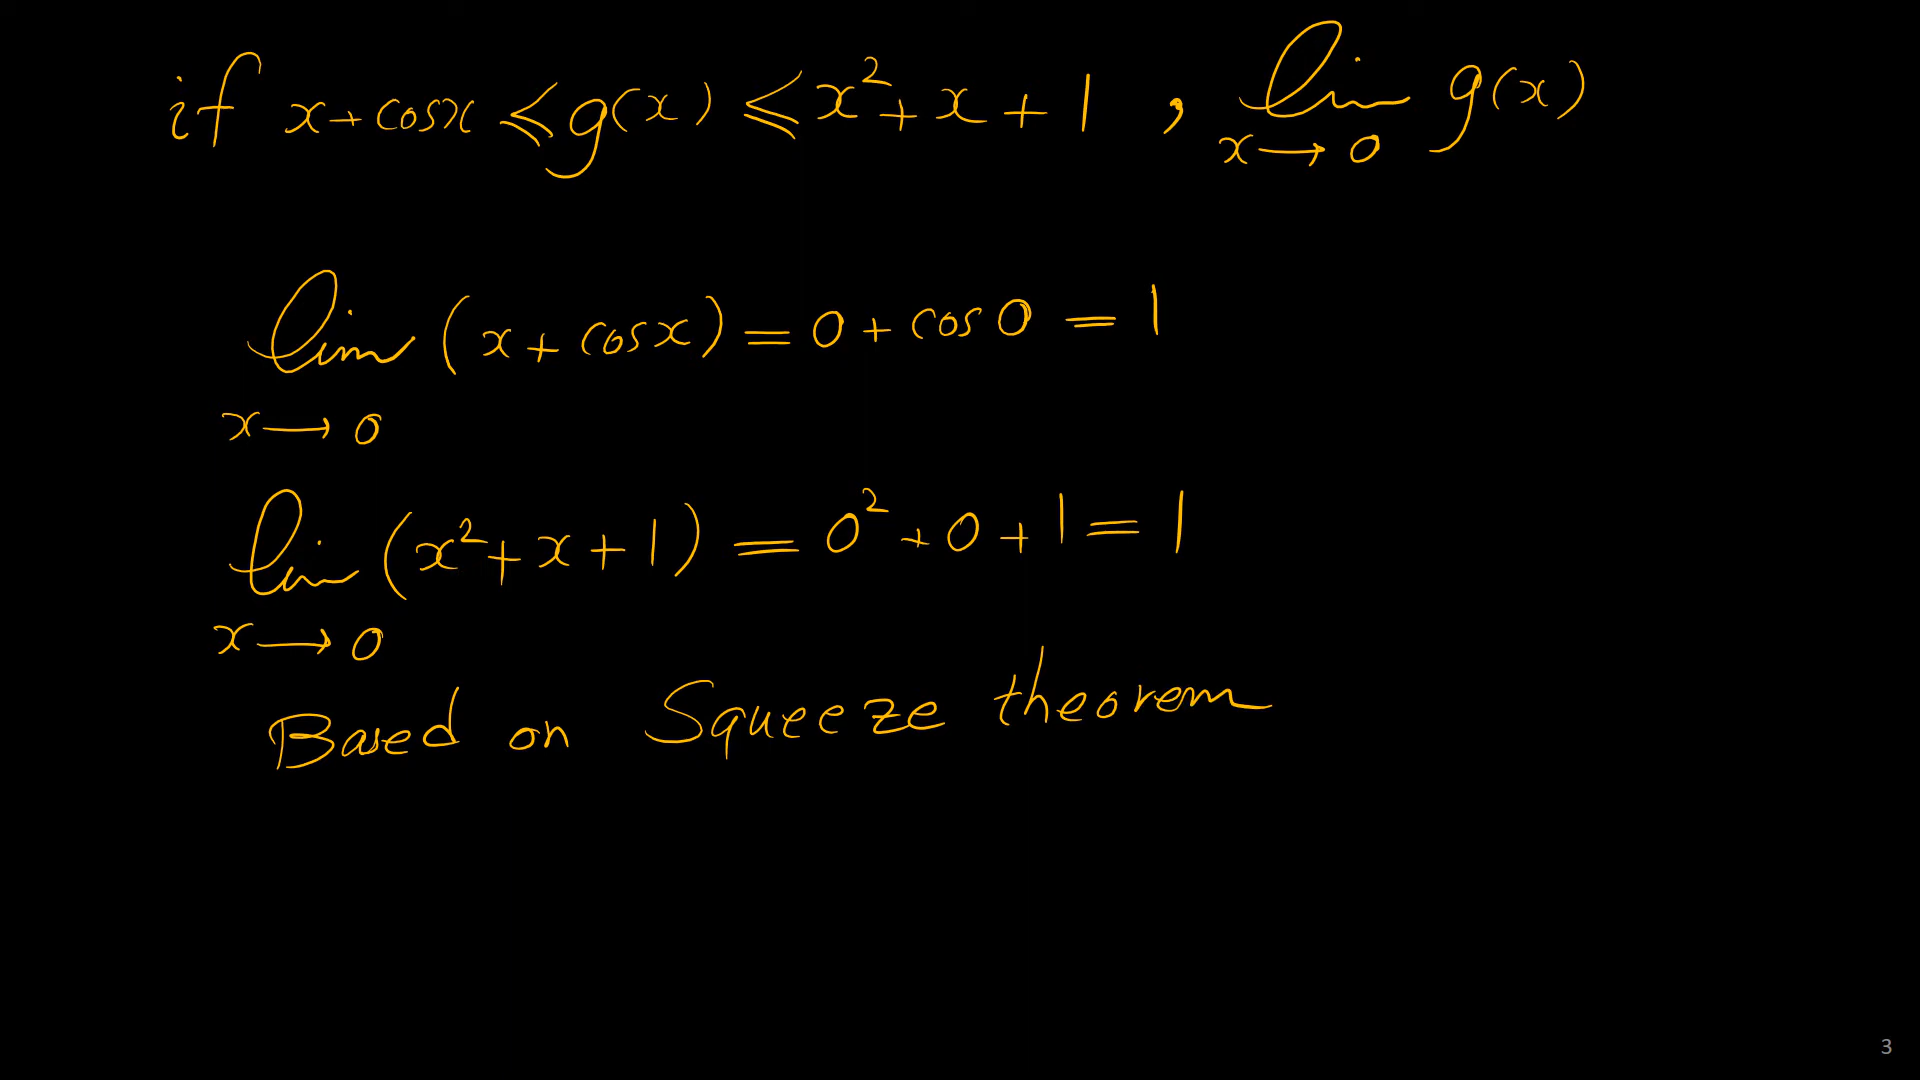 if x + cosx ≤ g(x) ≤ x² + x + 1 , lim g(x)
x → 0
lim (x + cosx) = 0 + cos 0 = 1
x → 0
lim (x² + x + 1) = 0² + 0 + 1 = 1
x → 0
Based on Squeeze theorem
3